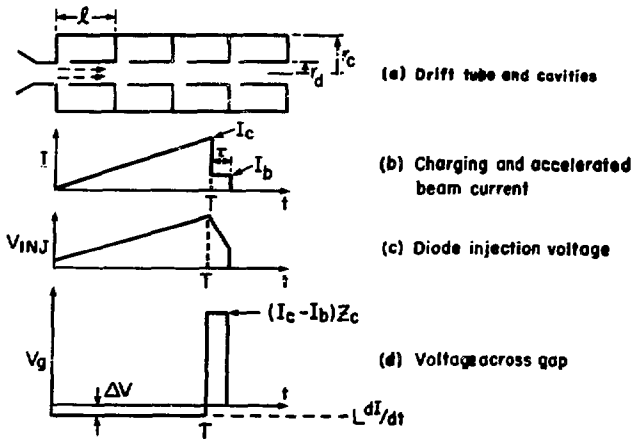 ℓ
r_c
r_d
(a) Drift tube and cavities
I
I_c
τ
I_b
T
t
(b) Charging and accelerated
beam current
V_INJ
T
t
(c) Diode injection voltage
(I_c - I_b) Z_c
V_g
ΔV
t
T
L dI/dt
(d) Voltage across gap